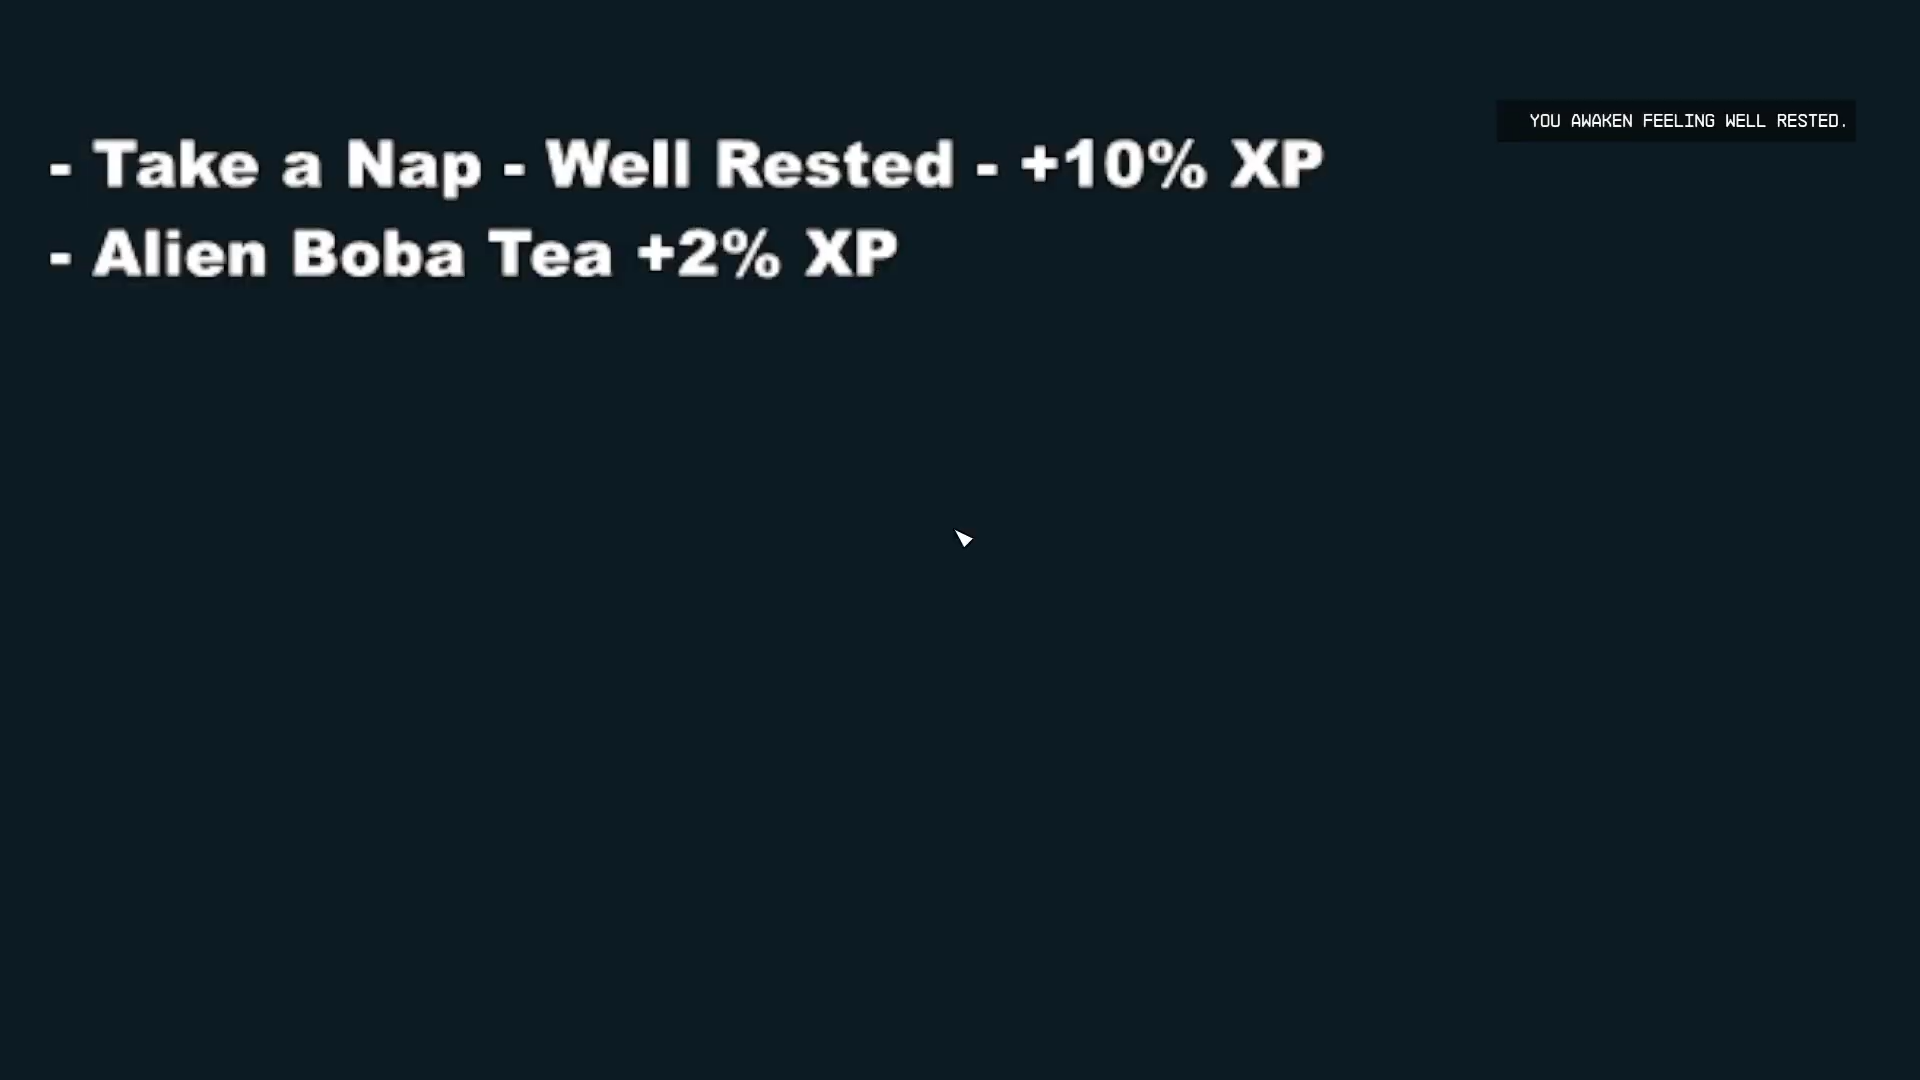 - Take a Nap - Well Rested - +10% XP
- Alien Boba Tea +2% XP
YOU AWAKEN FEELING WELL RESTED.